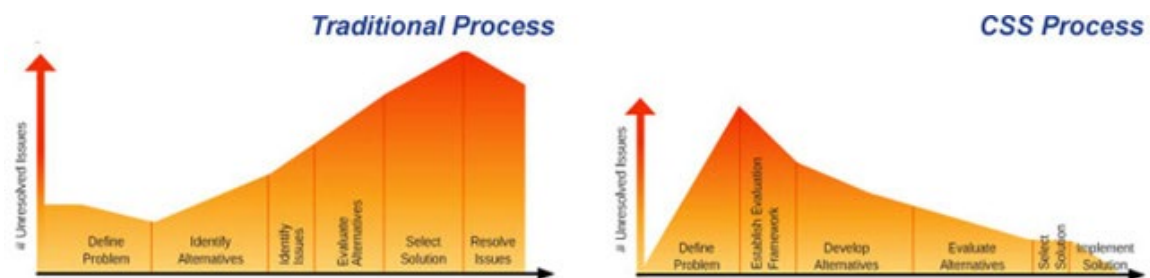 Traditional Process
# Unresolved Issues
Define
Problem
Identify
Alternatives
Identify
Issues
Evaluate
Alternatives
Select
Solution
Resolve
Issues
CSS Process
# Unresolved Issues
Define
Problem
Establish Evaluation
Framework
Develop
Alternatives
Evaluate
Alternatives
Select
Solution
Implement
Solution